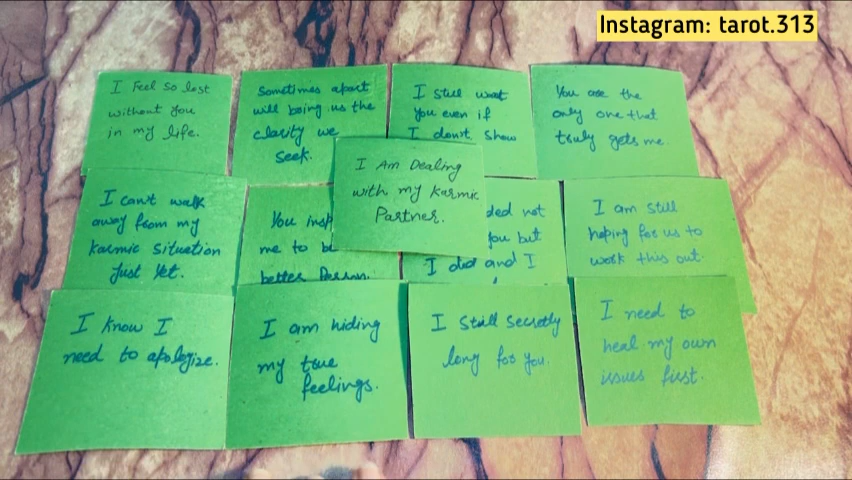 Instagram: tarot.313
I Feel so lost
without you
in my life.
Sometimes apart
will bring us the
clarity we
seek.
I still want
you even if
I don't show
You are the
only one that
truly gets me.
I Am Dealing
with my Karmic
Partner.
I can't walk
away from my
karmic situation
Just Yet.
You
me to
better Person.
ded not
you but
I did and I
I am still
hoping for us to
work this out.
I know I
need to apologize.
I am hiding
my true
feelings.
I still secretly
long for you.
I need to
heal my own
issues first.